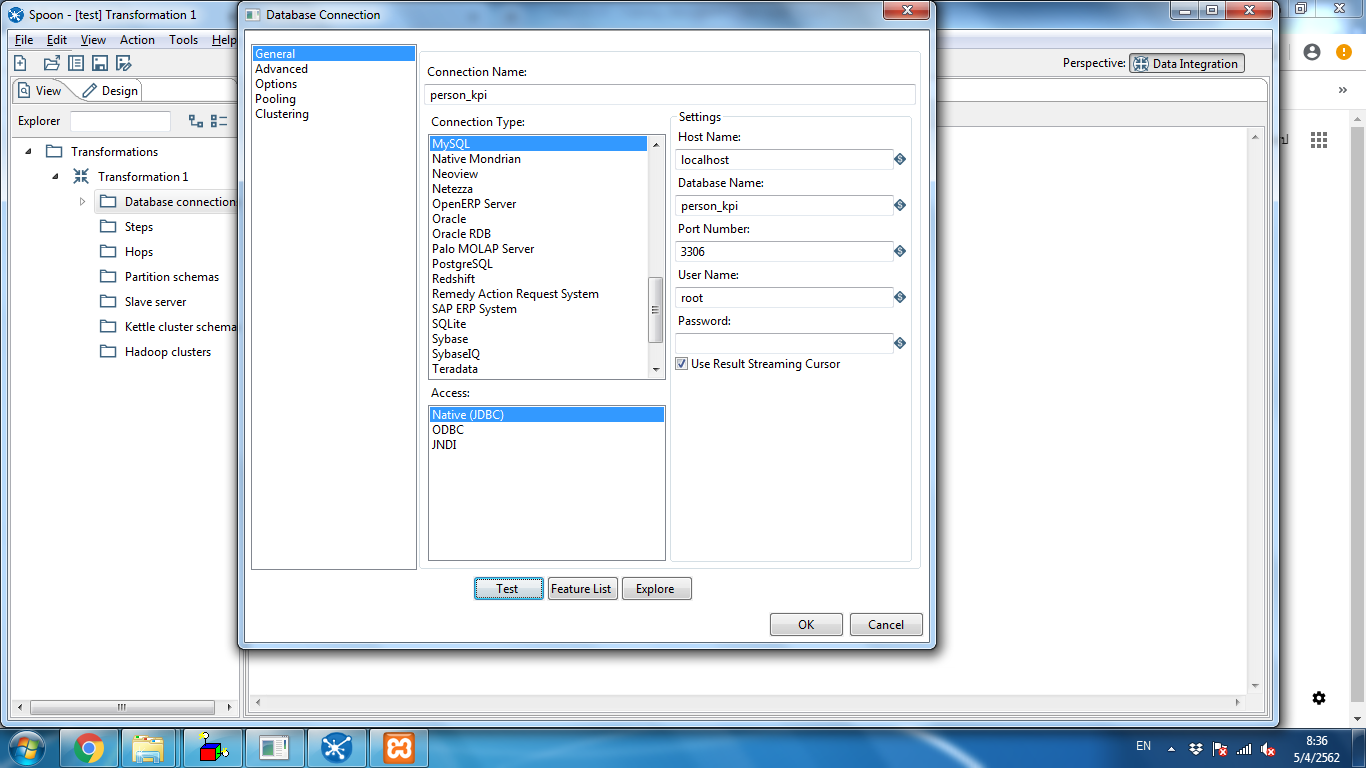 Spoon - [test] Transformation 1
File Edit View Action Tools Help
Perspective: Data Integration
View Design
Explorer
Transformations
Transformation 1
Database connection
Steps
Hops
Partition schemas
Slave server
Kettle cluster schema
Hadoop clusters
Database Connection
General
Advanced
Options
Pooling
Clustering
Connection Name:
person_kpi
Connection Type:
MySQL
Native Mondrian
Neoview
Netezza
OpenERP Server
Oracle
Oracle RDB
Palo MOLAP Server
PostgreSQL
Redshift
Remedy Action Request System
SAP ERP System
SQLite
Sybase
SybaseIQ
Teradata
Access:
Native (JDBC)
ODBC
JNDI
Settings
Host Name:
localhost
Database Name:
person_kpi
Port Number:
3306
User Name:
root
Password:
Use Result Streaming Cursor
Test Feature List Explore
OK Cancel
EN
8:36
5/4/2562